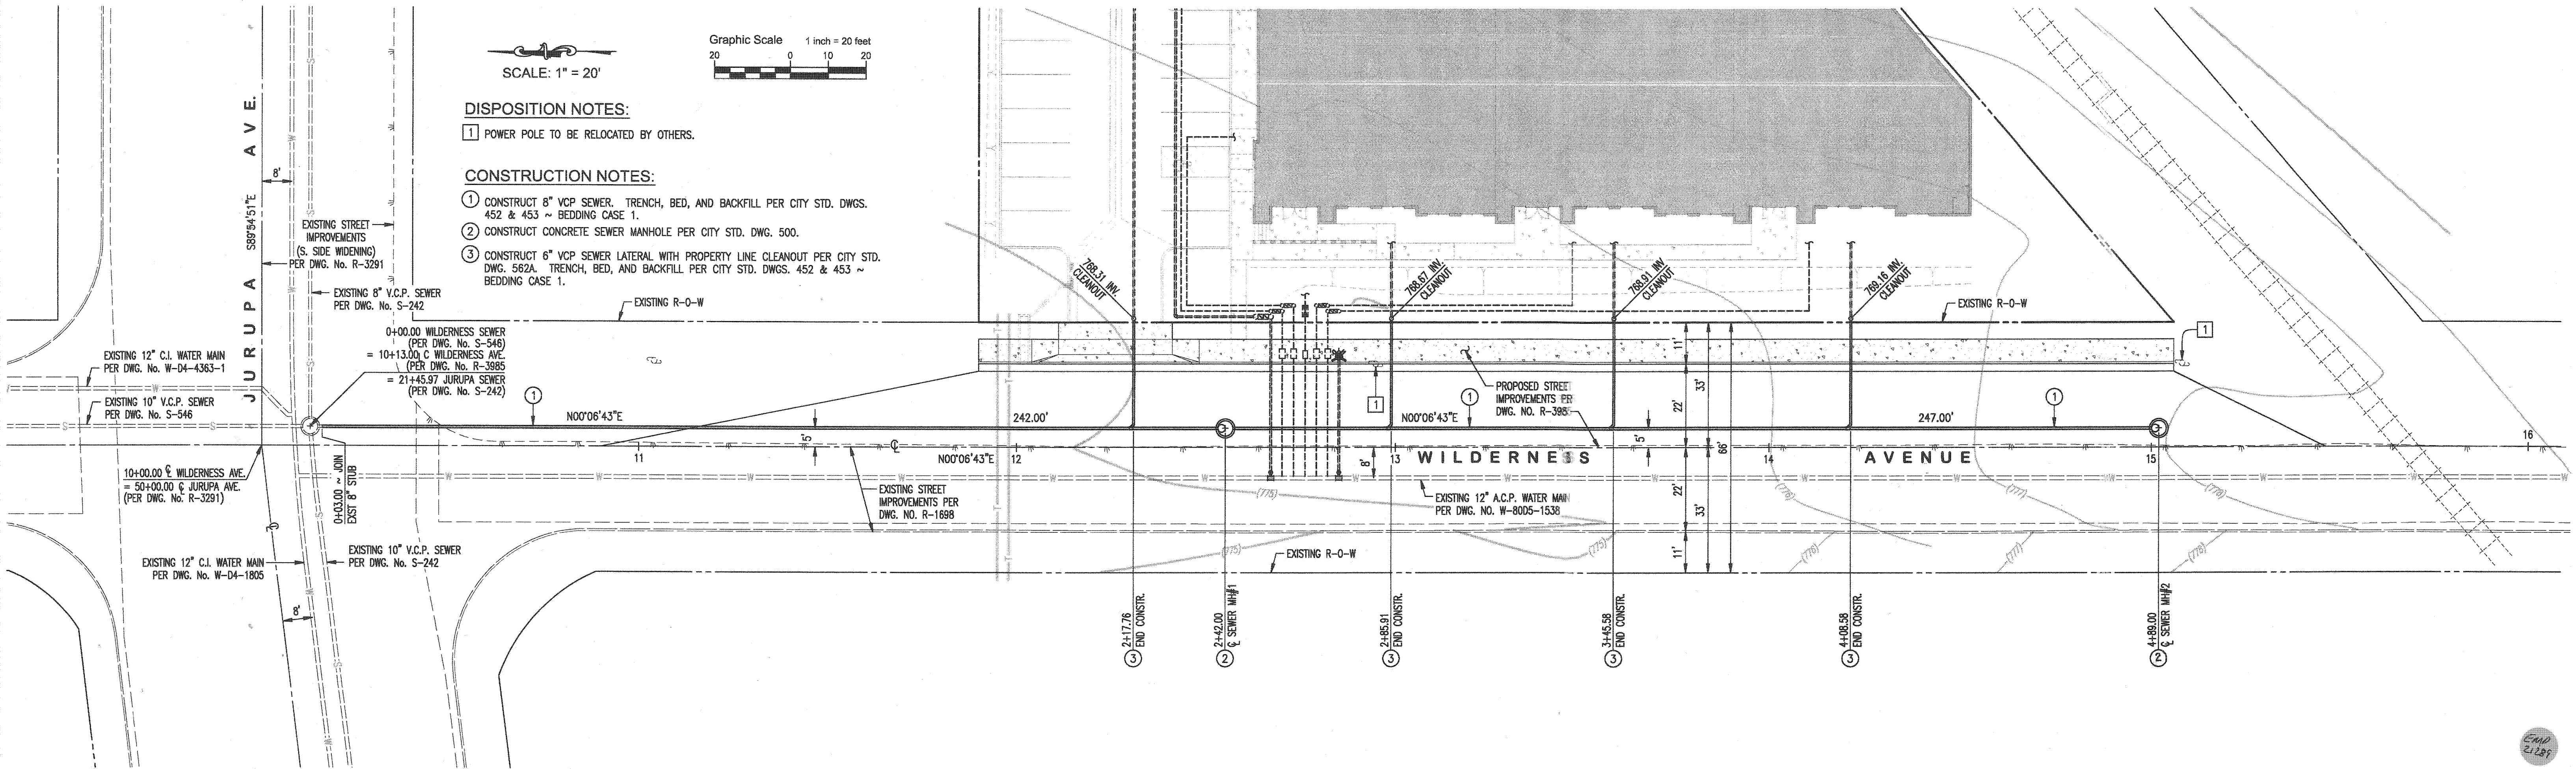 SCALE: 1" = 20'
Graphic Scale 1 inch = 20 feet
20 0 10 20
DISPOSITION NOTES:
1 POWER POLE TO BE RELOCATED BY OTHERS.
CONSTRUCTION NOTES:
1 CONSTRUCT 8" VCP SEWER. TRENCH, BED, AND BACKFILL PER CITY STD. DWGS.
452 & 453 ~ BEDDING CASE 1.
2 CONSTRUCT CONCRETE SEWER MANHOLE PER CITY STD. DWG. 500.
3 CONSTRUCT 6" VCP SEWER LATERAL WITH PROPERTY LINE CLEANOUT PER CITY STD.
DWG. 562A. TRENCH, BED, AND BACKFILL PER CITY STD. DWGS. 452 & 453 ~
BEDDING CASE 1.
JURUPA AVE.
S89°54'51"E
8'
EXISTING STREET
IMPROVEMENTS
(S. SIDE WIDENING)
PER DWG. No. R-3291
EXISTING 8" V.C.P. SEWER
PER DWG. No. S-242
0+00.00 WILDERNESS SEWER
(PER DWG. No. S-546)
= 10+13.00 C WILDERNESS AVE.
(PER DWG. No. R-3985
= 21+45.97 JURUPA SEWER
(PER DWG. No. S-242)
EXISTING 12" C.I. WATER MAIN
PER DWG. No. W-D4-4363-1
EXISTING 10" V.C.P. SEWER
PER DWG. No. S-546
10+00.00 ℄ WILDERNESS AVE.
= 50+00.00 ℄ JURUPA AVE.
(PER DWG. No. R-3291)
0+03.00 ~ JOIN
EXST 8" STUB
EXISTING 12" C.I. WATER MAIN
PER DWG. No. W-D4-1805
EXISTING 10" V.C.P. SEWER
PER DWG. No. S-242
8'
EXISTING R-O-W
1
N00°06'43"E
242.00'
5'
11
℄
N00°06'43"E
12
EXISTING STREET
IMPROVEMENTS PER
DWG. NO. R-1698
768.31 INV.
CLEANOUT
768.67 INV.
CLEANOUT
768.91 INV.
CLEANOUT
769.16 INV.
CLEANOUT
EXISTING R-O-W
1
1
PROPOSED STREET
IMPROVEMENTS PER
DWG. NO. R-3985
N00°06'43"E
1
247.00'
1
5'
11'
33'
22'
66'
22'
33'
11'
8'
13
14
15
16
WILDERNESS AVENUE
EXISTING 12" A.C.P. WATER MAIN
PER DWG. NO. W-80D5-1538
EXISTING R-O-W
(775)
(776)
(777)
(778)
(775)
(775)
(776)
(777)
(778)
2+17.76
END CONSTR.
3
2+42.00
℄ SEWER MH#1
2
2+85.91
END CONSTR.
3
3+45.58
END CONSTR.
3
4+08.58
END CONSTR.
3
4+89.00
℄ SEWER MH#2
2